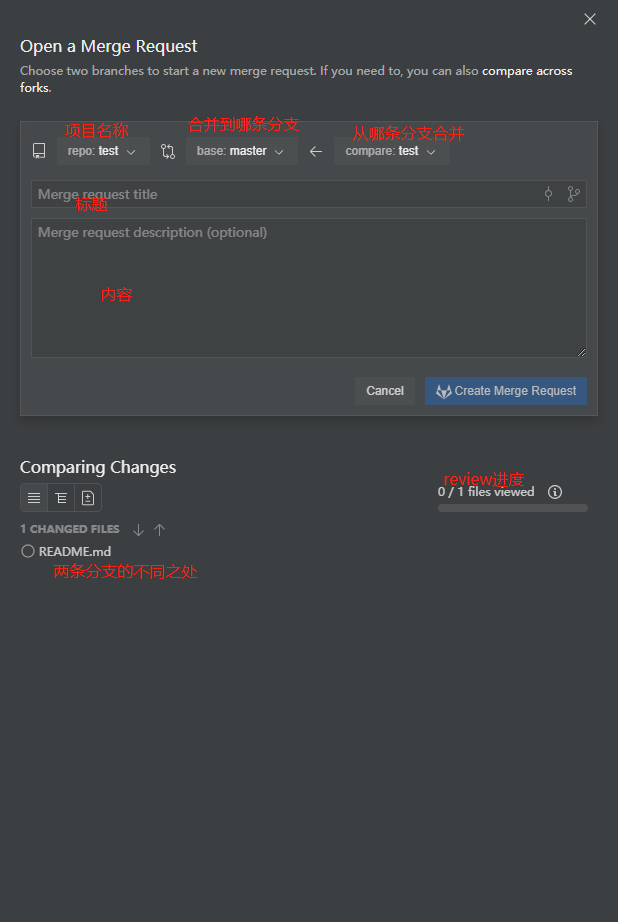 Open a Merge Request
Choose two branches to start a new merge request. If you need to, you can also compare across
forks.
项目名称
合并到哪条分支
从哪条分支合并
repo: test
base: master
compare: test
Merge request title
标题
Merge request description (optional)
内容
Cancel
Create Merge Request
Comparing Changes
review进度
0 / 1 files viewed
1 CHANGED FILES
README.md
两条分支的不同之处